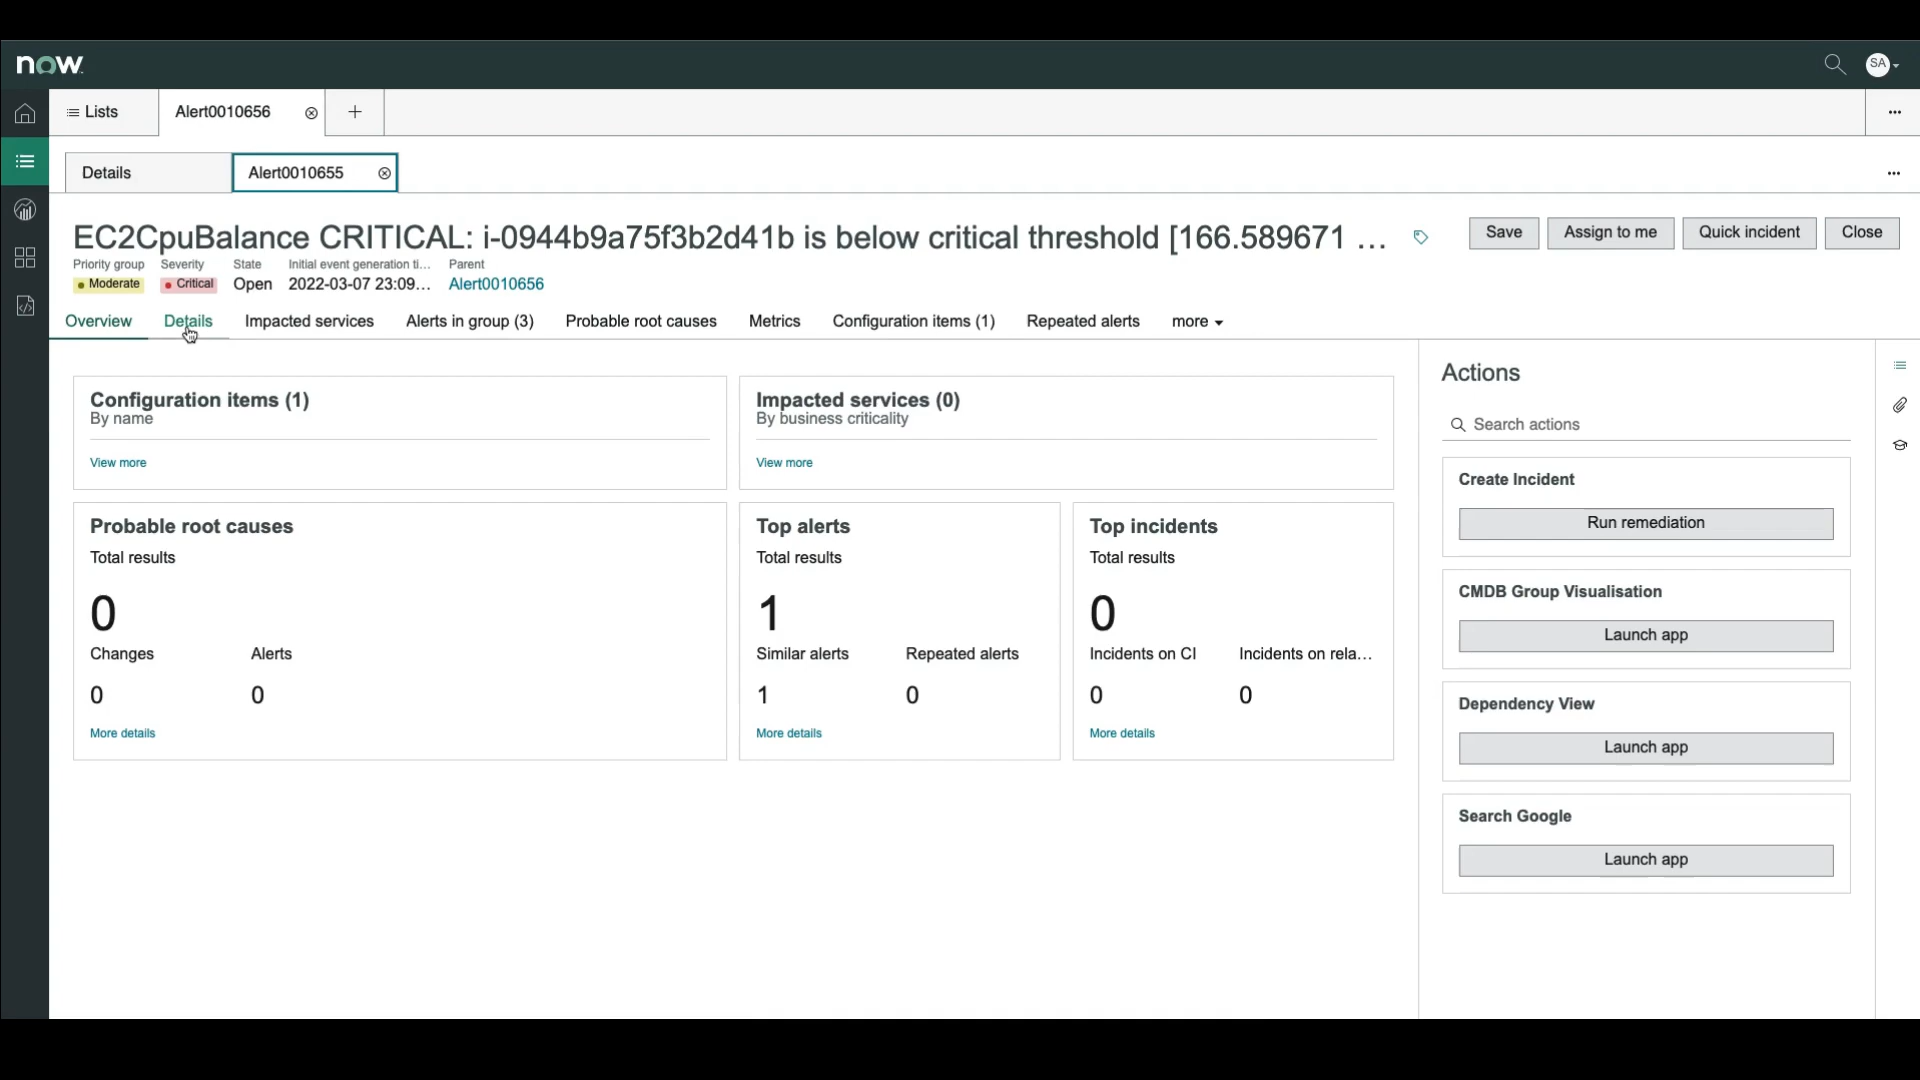 now.
SA
Lists
Alert0010656
Details
Alert0010655
EC2CpuBalance CRITICAL: i-0944b9a75f3b2d41b is below critical threshold [166.589671 ...
Save
Assign to me
Quick incident
Close
Priority group
Severity
State
Initial event generation ti...
Parent
Moderate
Critical
Open
2022-03-07 23:09...
Alert0010656
Overview
Details
Impacted services
Alerts in group (3)
Probable root causes
Metrics
Configuration items (1)
Repeated alerts
more
Configuration items (1)
By name
View more
Impacted services (0)
By business criticality
View more
Probable root causes
Total results
0
Changes
Alerts
0
0
More details
Top alerts
Total results
1
Similar alerts
Repeated alerts
1
0
More details
Top incidents
Total results
0
Incidents on CI
Incidents on rela...
0
0
More details
Actions
Search actions
Create Incident
Run remediation
CMDB Group Visualisation
Launch app
Dependency View
Launch app
Search Google
Launch app